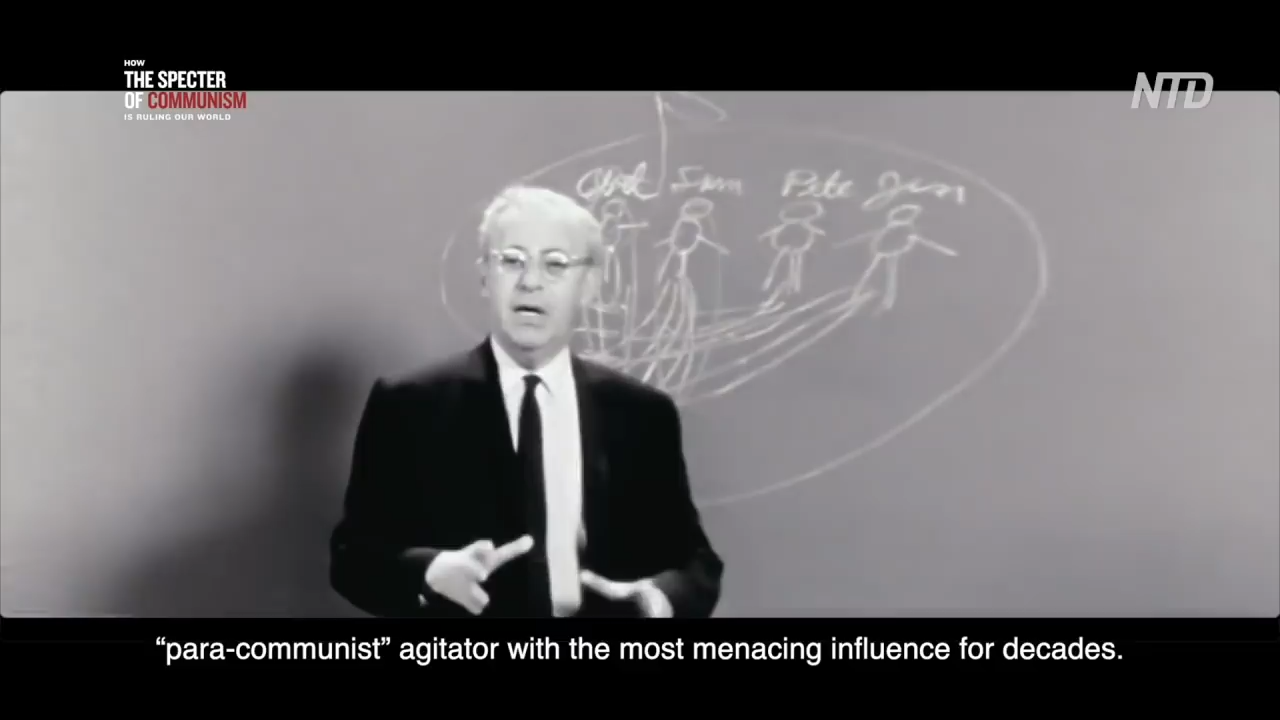 HOW
THE SPECTER
OF COMMUNISM
IS RULING OUR WORLD
NTD
Sam Pete Jim
“para-communist” agitator with the most menacing influence for decades.